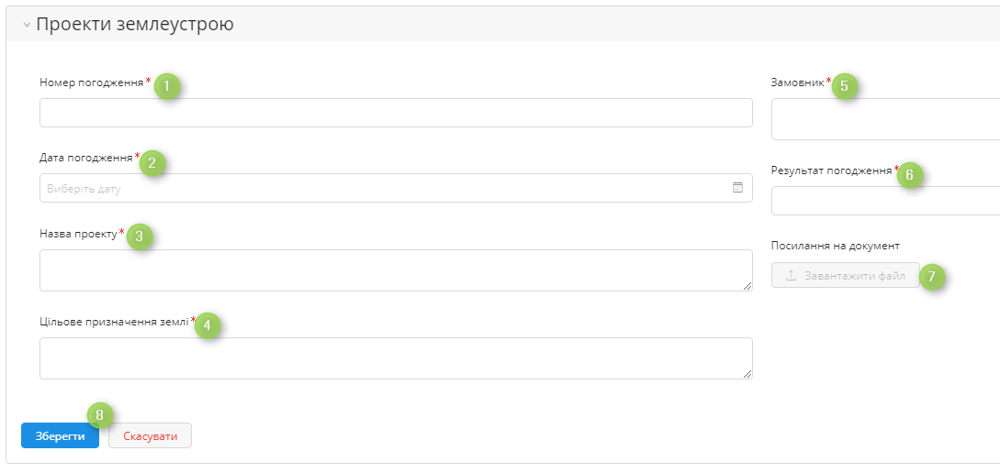 Проекти землеустрою
Номер погодження* 1
Дата погодження* 2
Виберіть дату
Назва проекту* 3
Цільове призначення землі* 4
Замовник* 5
Результат погодження* 6
Посилання на документ
Завантажити файл 7
8
Зберегти Скасувати